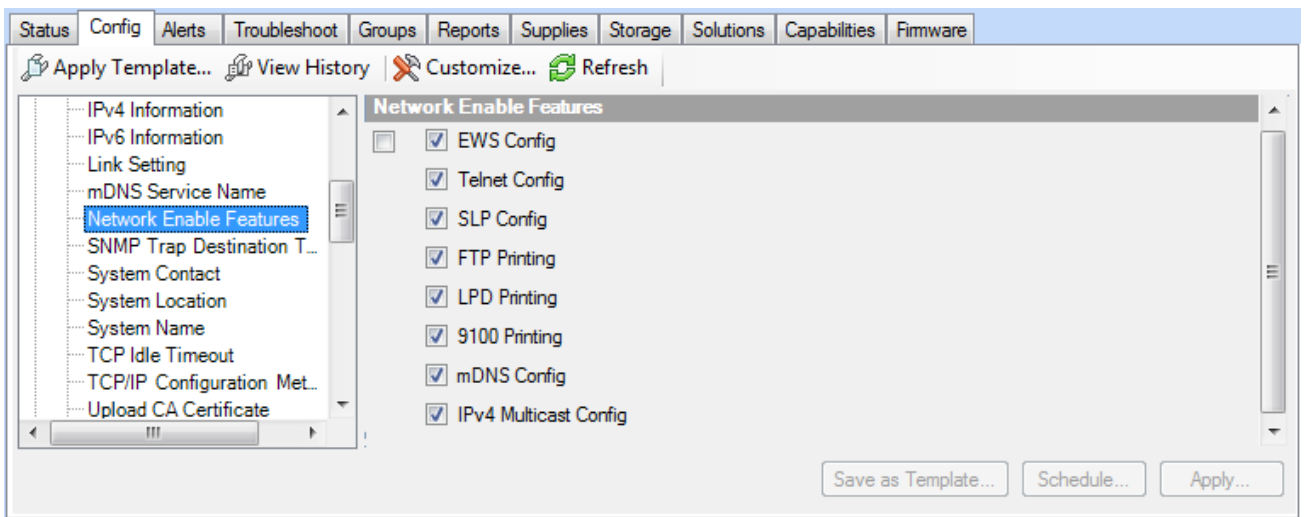 Status Config Alerts Troubleshoot Groups Reports Supplies Storage Solutions Capabilities Firmware
Apply Template... View History Customize... Refresh
IPv4 Information
IPv6 Information
Link Setting
mDNS Service Name
Network Enable Features
SNMP Trap Destination T...
System Contact
System Location
System Name
TCP Idle Timeout
TCP/IP Configuration Met...
Upload CA Certificate
Network Enable Features
EWS Config
Telnet Config
SLP Config
FTP Printing
LPD Printing
9100 Printing
mDNS Config
IPv4 Multicast Config
Save as Template... Schedule... Apply...